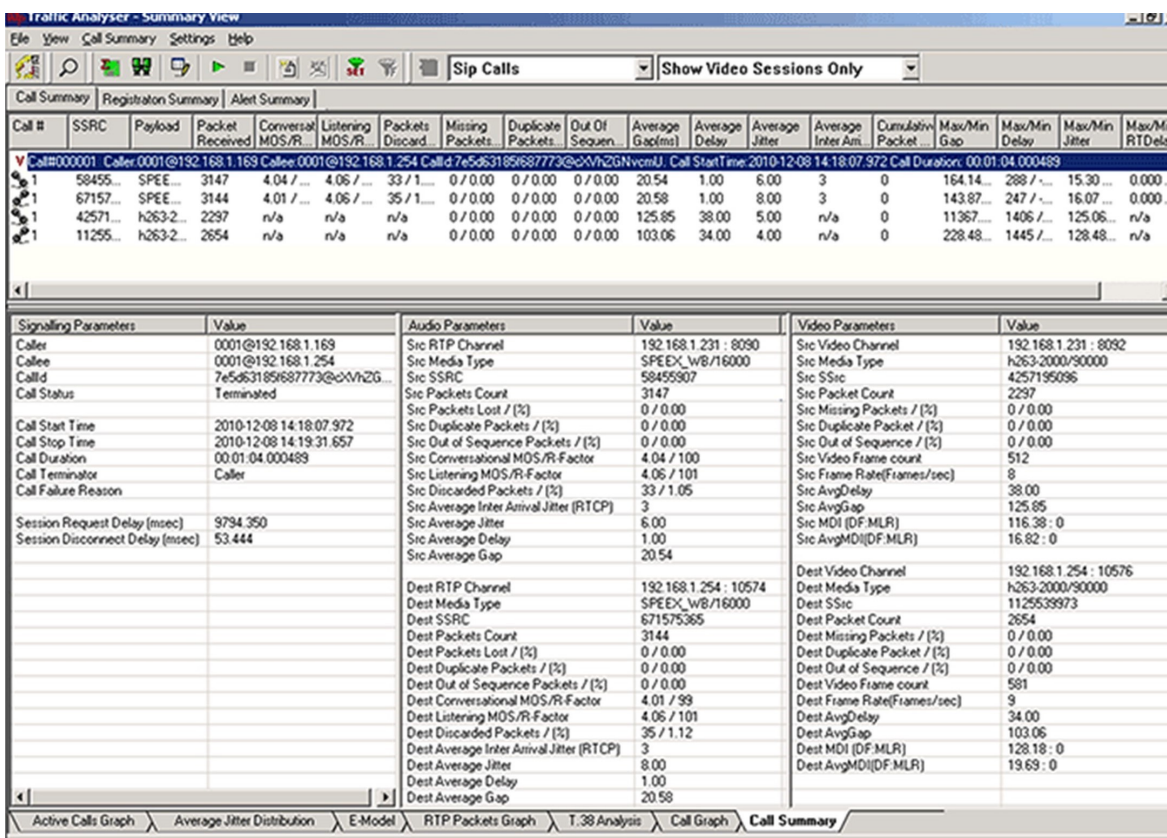 Traffic Analyser - Summary View
File View Call Summary Settings Help
Sip Calls Show Video Sessions Only
Call Summary Registraton Summary Alert Summary
Call # SSRC Payload Packet Received Conversat MOS/R... Listening MOS/R... Packets Discard... Missing Packets... Duplicate Packets... Out Of Sequen... Average Gap(ms) Average Delay Average Jitter Average Inter Arri... Cumulativ Packet ... Max/Min Gap Max/Min Delay Max/Min Jitter Max/M RTDela
V Call#000001 Caller:0001@192.168.1.169 Callee:0001@192.168.1.254 Call StartTime:2010-12-08 14:18:07.972 Call Duration: 00:01:04.000489
1 58455... SPEE... 3147 4.04 / ... 4.06 / ... 33 / 1.... 0 / 0.00 0 / 0.00 0 / 0.00 20.54 1.00 6.00 3 0 164.14... 288 / -... 15.30 ... 0.000 .
1 67157... SPEE... 3144 4.01 / ... 4.06 / ... 35 / 1.... 0 / 0.00 0 / 0.00 0 / 0.00 20.58 1.00 8.00 3 0 143.87... 247 / -... 16.07 ... 0.000 .
1 42571... h263-2... 2297 n/a n/a n/a 0 / 0.00 0 / 0.00 0 / 0.00 125.85 38.00 5.00 n/a 0 11367.... 1406 /... 125.06... n/a
1 11255... h263-2... 2654 n/a n/a n/a 0 / 0.00 0 / 0.00 0 / 0.00 103.06 34.00 4.00 n/a 0 228.48... 1445 /... 128.48... n/a
Signalling Parameters Value
Caller 0001@192.168.1.169
Callee 0001@192.168.1.254
CallId
Call Status Terminated
Call Start Time 2010-12-08 14:18:07.972
Call Stop Time 2010-12-08 14:19:31.657
Call Duration 00:01:04.000489
Call Terminator Caller
Call Failure Reason
Session Request Delay (msec) 9794.350
Session Disconnect Delay (msec) 53.444
Audio Parameters Value
Src RTP Channel 192.168.1.231 : 8090
Src Media Type SPEEX_WB/16000
Src SSRC 58455907
Src Packets Count 3147
Src Packets Lost / (%) 0 / 0.00
Src Duplicate Packets / (%) 0 / 0.00
Src Out of Sequence Packets / (%) 0 / 0.00
Src Conversational MOS/R-Factor 4.04 / 100
Src Listening MOS/R-Factor 4.06 / 101
Src Discarded Packets / (%) 33 / 1.05
Src Average Inter Arrival Jitter (RTCP) 3
Src Average Jitter 6.00
Src Average Delay 1.00
Src Average Gap 20.54
Dest RTP Channel 192.168.1.254 : 10574
Dest Media Type SPEEX_WB/16000
Dest SSRC 671575365
Dest Packets Count 3144
Dest Packets Lost / (%) 0 / 0.00
Dest Duplicate Packets / (%) 0 / 0.00
Dest Out of Sequence Packets / (%) 0 / 0.00
Dest Conversational MOS/R-Factor 4.01 / 99
Dest Listening MOS/R-Factor 4.06 / 101
Dest Discarded Packets / (%) 35 / 1.12
Dest Average Inter Arrival Jitter (RTCP) 3
Dest Average Jitter 8.00
Dest Average Delay 1.00
Dest Average Gap 20.58
Video Parameters Value
Src Video Channel 192.168.1.231 : 8092
Src Media Type h263-2000/90000
Src SSrc 4257195096
Src Packet Count 2297
Src Missing Packets / (%) 0 / 0.00
Src Duplicate Packet / (%) 0 / 0.00
Src Out of Sequence / (%) 0 / 0.00
Src Video Frame count 512
Src Frame Rate(Frames/sec) 8
Src AvgDelay 38.00
Src AvgGap 125.85
Src MDI (DF:MLR) 116.38 : 0
Src AvgMDI(DF:MLR) 16.82 : 0
Dest Video Channel 192.168.1.254 : 10576
Dest Media Type h263-2000/90000
Dest SSrc 1125539973
Dest Packet Count 2654
Dest Missing Packets / (%) 0 / 0.00
Dest Duplicate Packet / (%) 0 / 0.00
Dest Out of Sequence / (%) 0 / 0.00
Dest Video Frame count 581
Dest Frame Rate(Frames/sec) 9
Dest AvgDelay 34.00
Dest AvgGap 103.06
Dest MDI (DF:MLR) 128.18 : 0
Dest AvgMDI(DF:MLR) 19.69 : 0
Active Calls Graph Average Jitter Distribution E-Model RTP Packets Graph T.38 Analysis Call Graph Call Summary